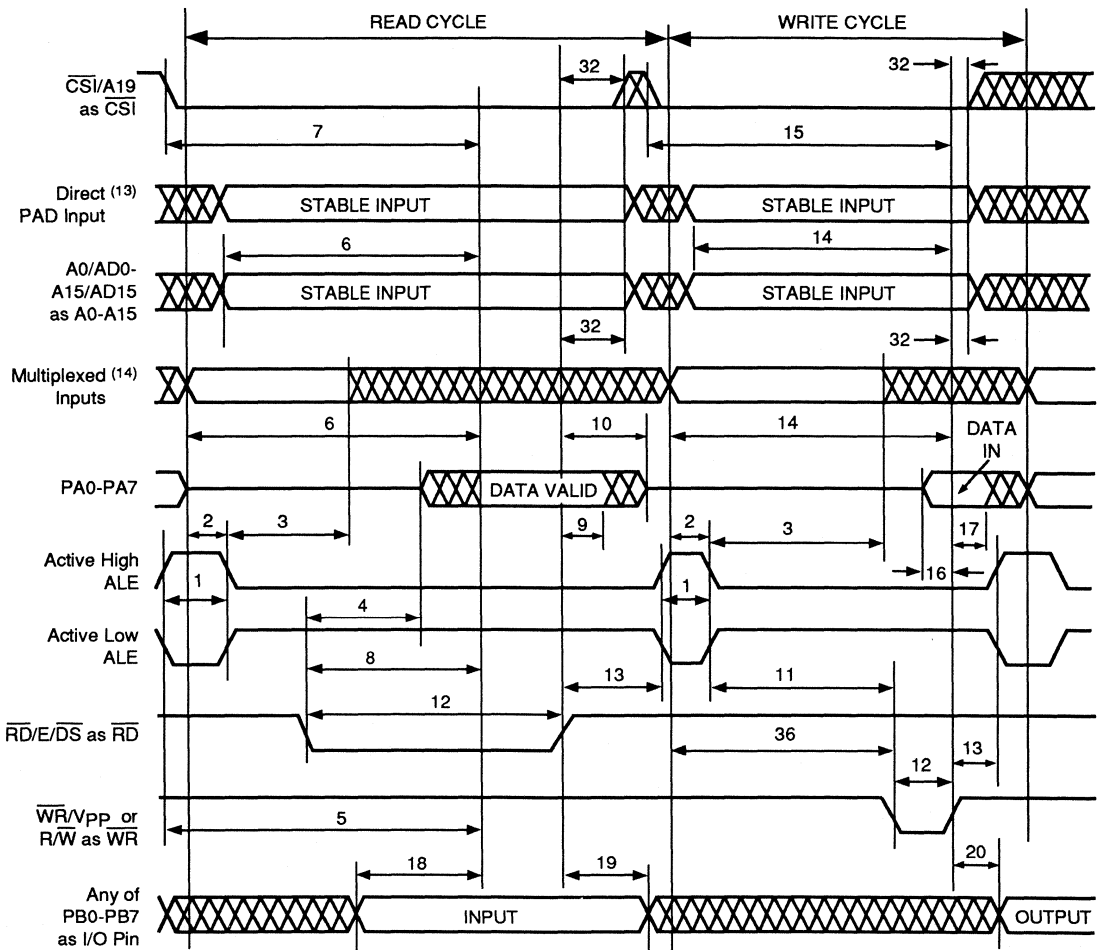 READ CYCLE
WRITE CYCLE
32
32
CSI/A19
as CSI
7
15
Direct (13)
PAD Input
STABLE INPUT
STABLE INPUT
6
14
A0/AD0-
A15/AD15
as A0-A15
STABLE INPUT
STABLE INPUT
32
32
Multiplexed (14)
Inputs
6
10
14
DATA
IN
PA0-PA7
DATA VALID
2
3
9
2
3
17
Active High
ALE
1
1
16
4
Active Low
ALE
8
13
11
12
RD/E/DS as RD
36
13
12
WR/VPP or
R/W as WR
5
18
19
20
Any of
PB0-PB7
as I/O Pin
INPUT
OUTPUT